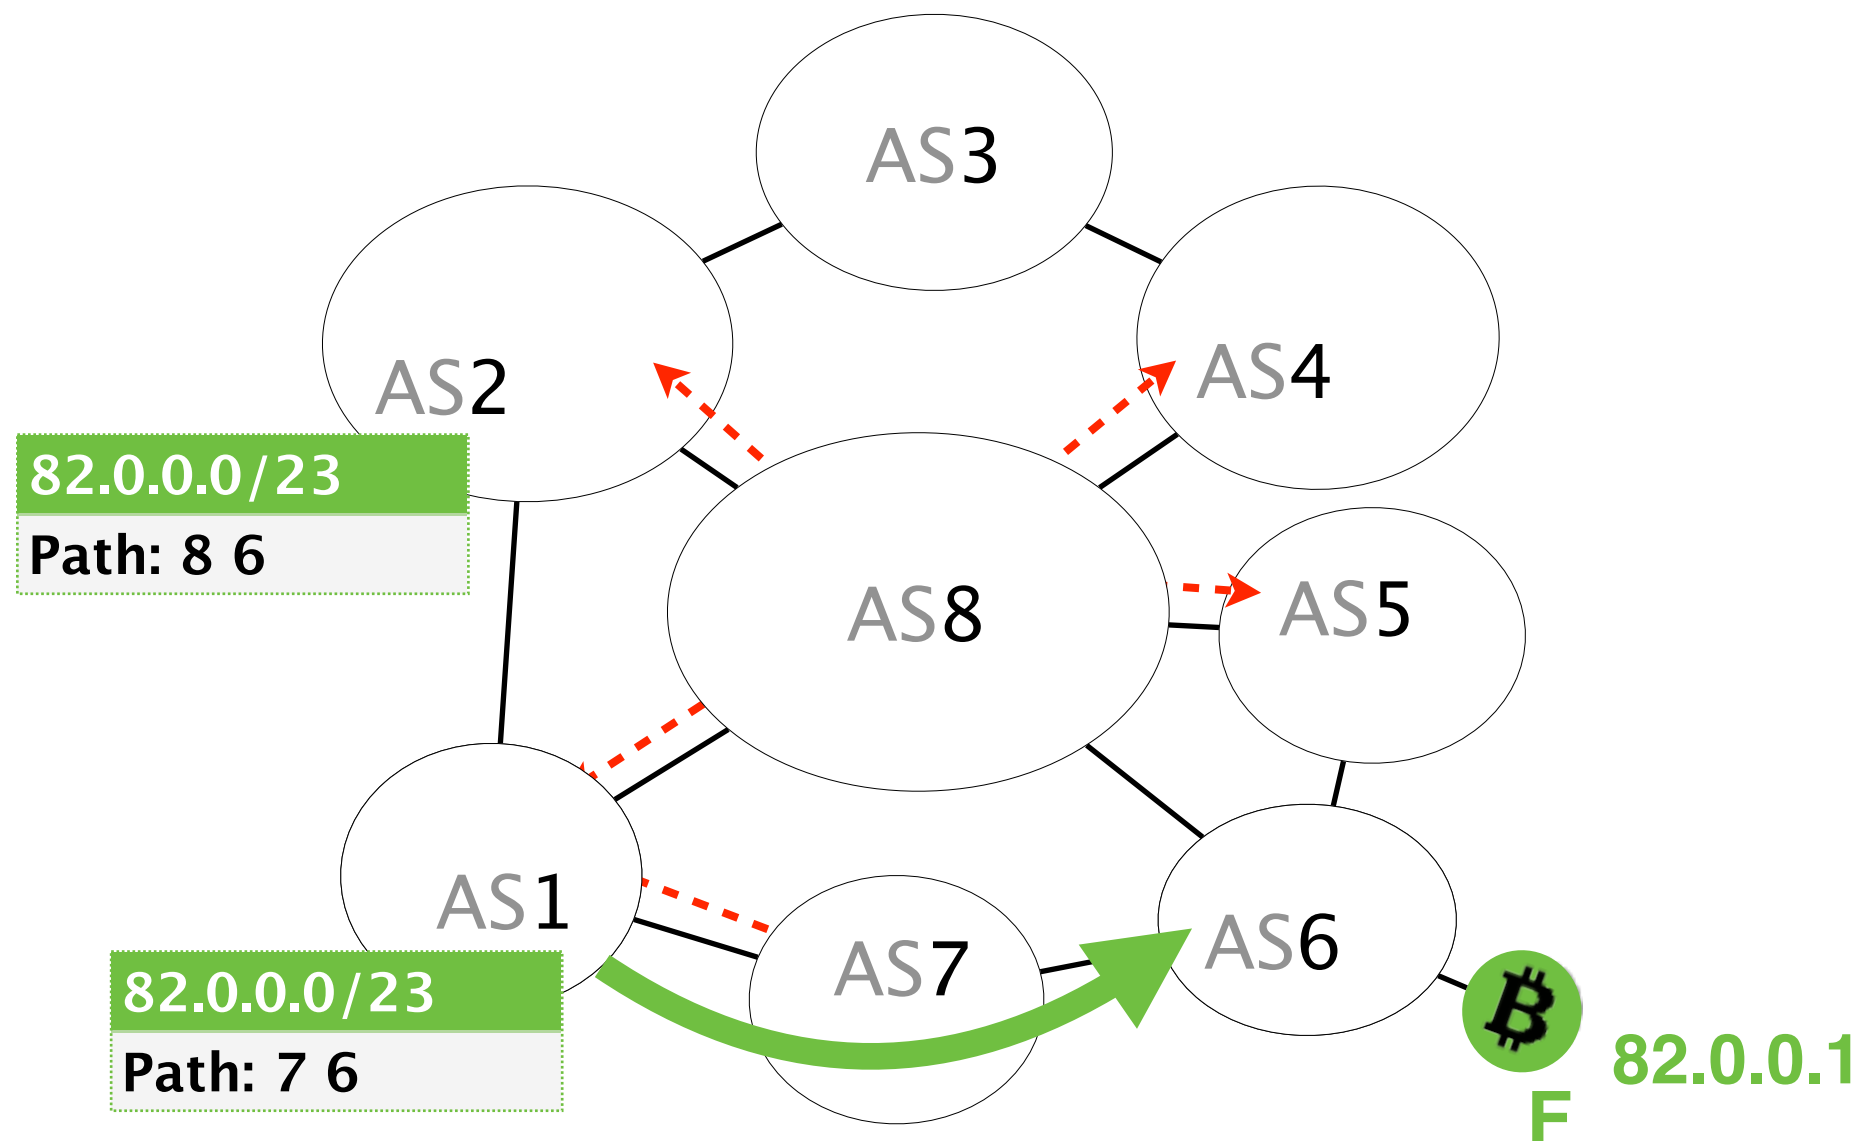 AS3
AS2
AS4
82.0.0.0/23
Path: 8 6
AS8
AS5
AS1
AS7
AS6
82.0.0.0/23
Path: 7 6
82.0.0.1
F